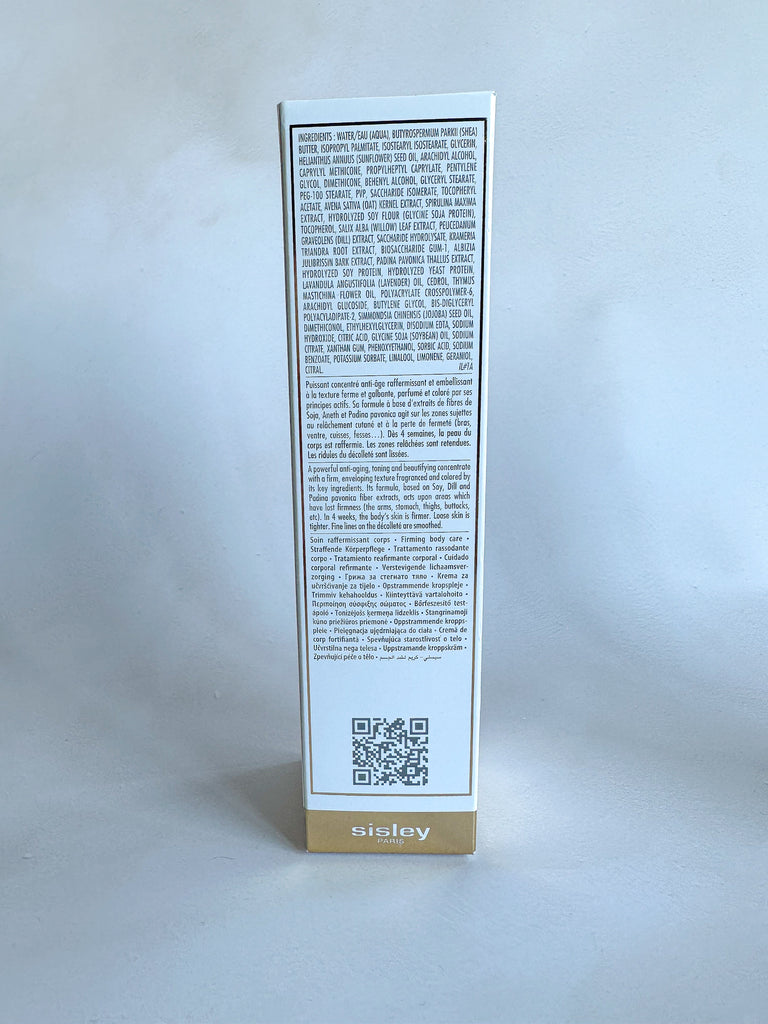 INGREDIENTS : WATER/EAU (AQUA), BUTYROSPERMUM PARKII (SHEA)
BUTTER, ISOPROPYL PALMITATE, ISOSTEARYL ISOSTEARATE, GLYCERIN,
HELIANTHUS ANNUUS (SUNFLOWER) SEED OIL, ARACHIDYL ALCOHOL,
CAPRYLYL METHICONE, PROPYLHEPTYL CAPRYLATE, PENTYLENE
GLYCOL, DIMETHICONE, BEHENYL ALCOHOL, GLYCERYL STEARATE,
PEG-100 STEARATE, PVP, SACCHARIDE ISOMERATE, TOCOPHERYL
ACETATE, AVENA SATIVA (OAT) KERNEL EXTRACT, SPIRULINA MAXIMA
EXTRACT, HYDROLYZED SOY FLOUR (GLYCINE SOJA PROTEIN),
TOCOPHEROL, SALIX ALBA (WILLOW) LEAF EXTRACT, PEUCEDANUM
GRAVEOLENS (DILL) EXTRACT, SACCHARIDE HYDROLYSATE, KRAMERIA
TRIANDRA ROOT EXTRACT, BIOSACCHARIDE GUM-1, ALBIZIA
JULIBRISSIN BARK EXTRACT, PADINA PAVONICA THALLUS EXTRACT,
HYDROLYZED SOY PROTEIN, HYDROLYZED YEAST PROTEIN,
LAVANDULA ANGUSTIFOLIA (LAVENDER) OIL, CEDROL, THYMUS
MASTICHINA FLOWER OIL, POLYACRYLATE CROSSPOLYMER-6,
ARACHIDYL GLUCOSIDE, BUTYLENE GLYCOL, BIS-DIGLYCERYL
POLYACYLADIPATE-2, SIMMONDSIA CHINENSIS (JOJOBA) SEED OIL,
DIMETHICONOL, ETHYLHEXYLGLYCERIN, DISODIUM EDTA, SODIUM
HYDROXIDE, CITRIC ACID, GLYCINE SOJA (SOYBEAN) OIL, SODIUM
CITRATE, XANTHAN GUM, PHENOXYETHANOL, SORBIC ACID, SODIUM
BENZOATE, POTASSIUM SORBATE, LINALOOL, LIMONENE, GERANIOL,
CITRAL. IL#1A
Puissant concentré anti-âge raffermissant et embellissant
à la texture ferme et galbante, parfumé et coloré par ses
principes actifs. Sa formule à base d'extraits de fibres de
Soja, Aneth et Padina pavonica agit sur les zones sujettes
au relâchement cutané et à la perte de fermeté (bras,
ventre, cuisses, fesses…). Dès 4 semaines, la peau du
corps est raffermie. Les zones relâchées sont retendues.
Les ridules du décolleté sont lissées.
A powerful anti-aging, toning and beautifying concentrate
with a firm, enveloping texture fragranced and colored by
its key ingredients. Its formula, based on Soy, Dill and
Padina pavonica fiber extracts, acts upon areas which
have lost firmness (the arms, stomach, thighs, buttocks,
etc). In 4 weeks, the body's skin is firmer. Loose skin is
tighter. Fine lines on the décolleté are smoothed.
Soin raffermissant corps • Firming body care •
Straffende Körperpflege • Trattamento rassodante
corpo • Tratamiento reafirmante corporal • Cuidado
corporal refirmante • Verstevigende lichaamsver-
zorging • Грижа за стегнато тяло • Krema za
učvršćivanje za tijelo • Opstrammende kropspleje •
Trimmiv kehahooldus • Kiinteyttävä vartalohoito •
Περιποίηση σύσφιξης σώματος • Bőrfeszesítő test-
ápoló • Tonizējošs ķermeņa līdzeklis • Stangrinamoji
kūno priežiūros priemonė • Oppstrammende kropps-
pleie • Pielęgnacja ujędrniająca do ciała • Cremă de
corp fortifiantă • Spevňujúca starostlivosť o telo •
Učvrstilna nega telesa • Uppstramande kroppskräm •
Zpevňující péče o tělo • سيسلي - كريم لشد الجسم
sisley
PARIS